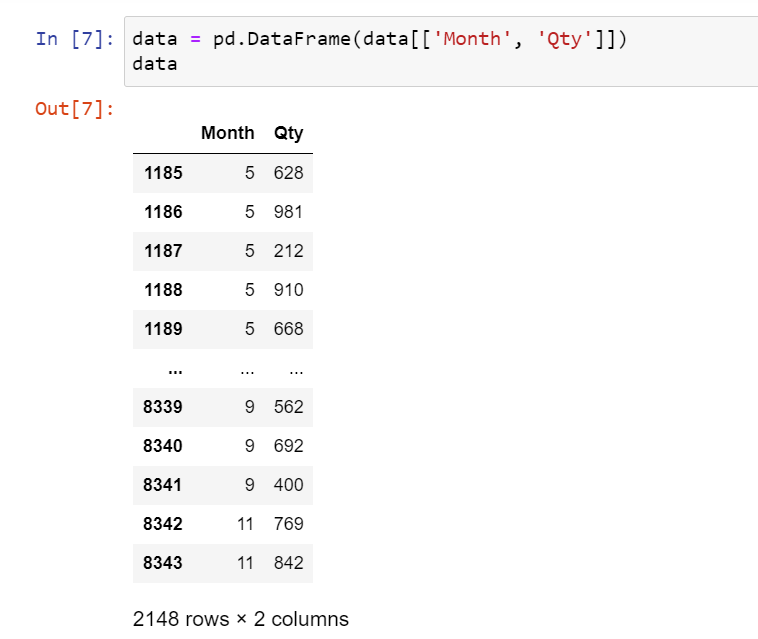 In [7]: data = pd.DataFrame(data[['Month', 'Qty']])
data
Out[7]:
Month Qty
1185 5 628
1186 5 981
1187 5 212
1188 5 910
1189 5 668
... ... ...
8339 9 562
8340 9 692
8341 9 400
8342 11 769
8343 11 842
2148 rows × 2 columns